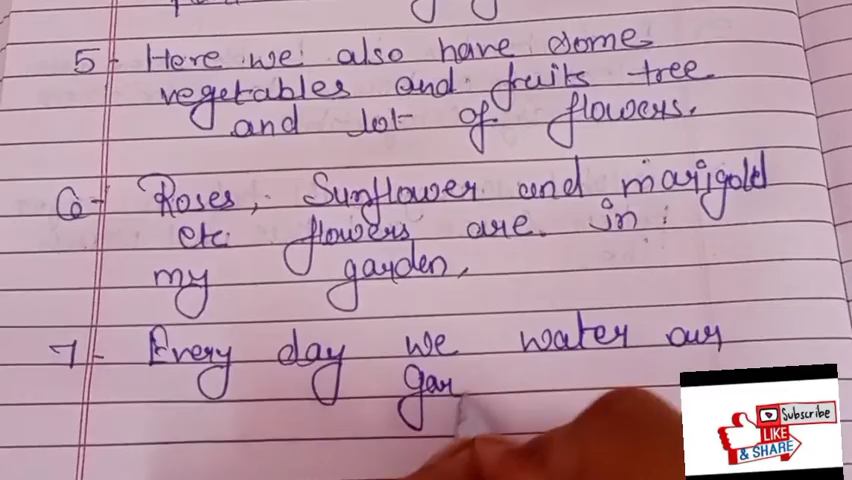 5- Here we also have some
vegetables and fruits tree
and lot of flowers.
6- Roses, Sunflower and marigold
etc flowers are in
my garden,
7- Every day we water our
gar
Subscribe
LIKE
& SHARE